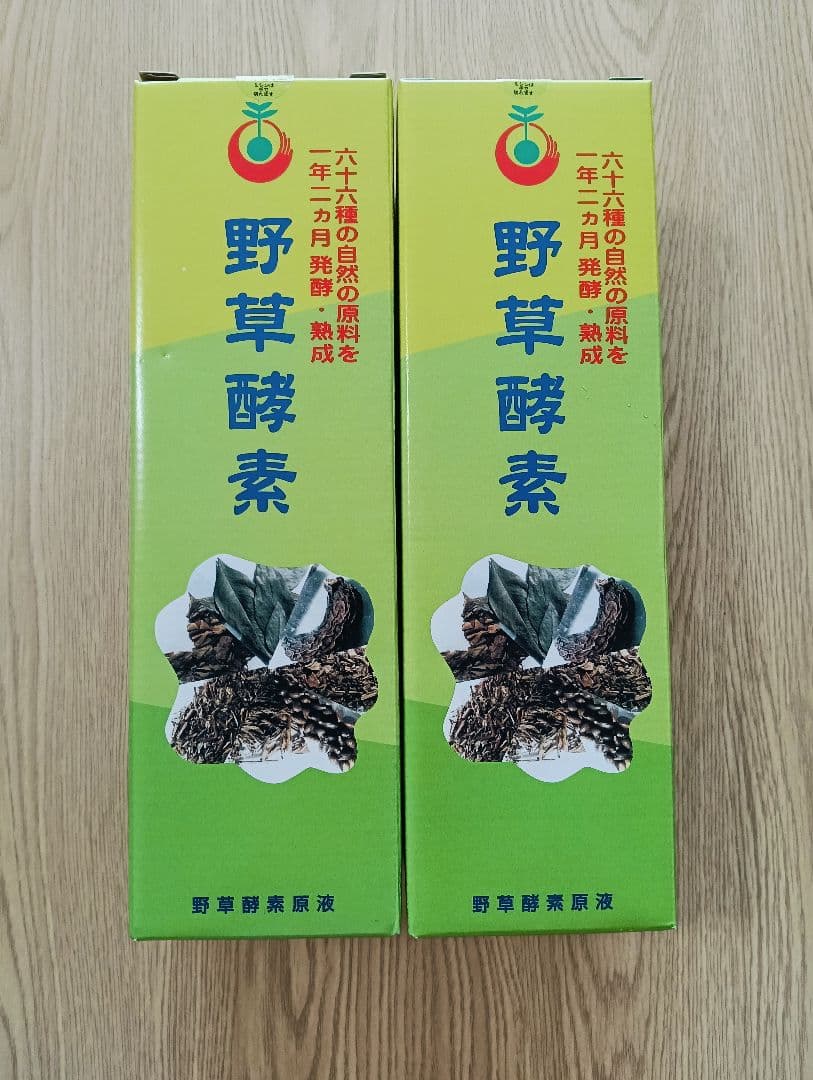 六十六種の自然の原料を
一年二ヵ月 発酵・熟成
野草酵素
野草酵素原液
六十六種の自然の原料を
一年二ヵ月 発酵・熟成
野草酵素
野草酵素原液